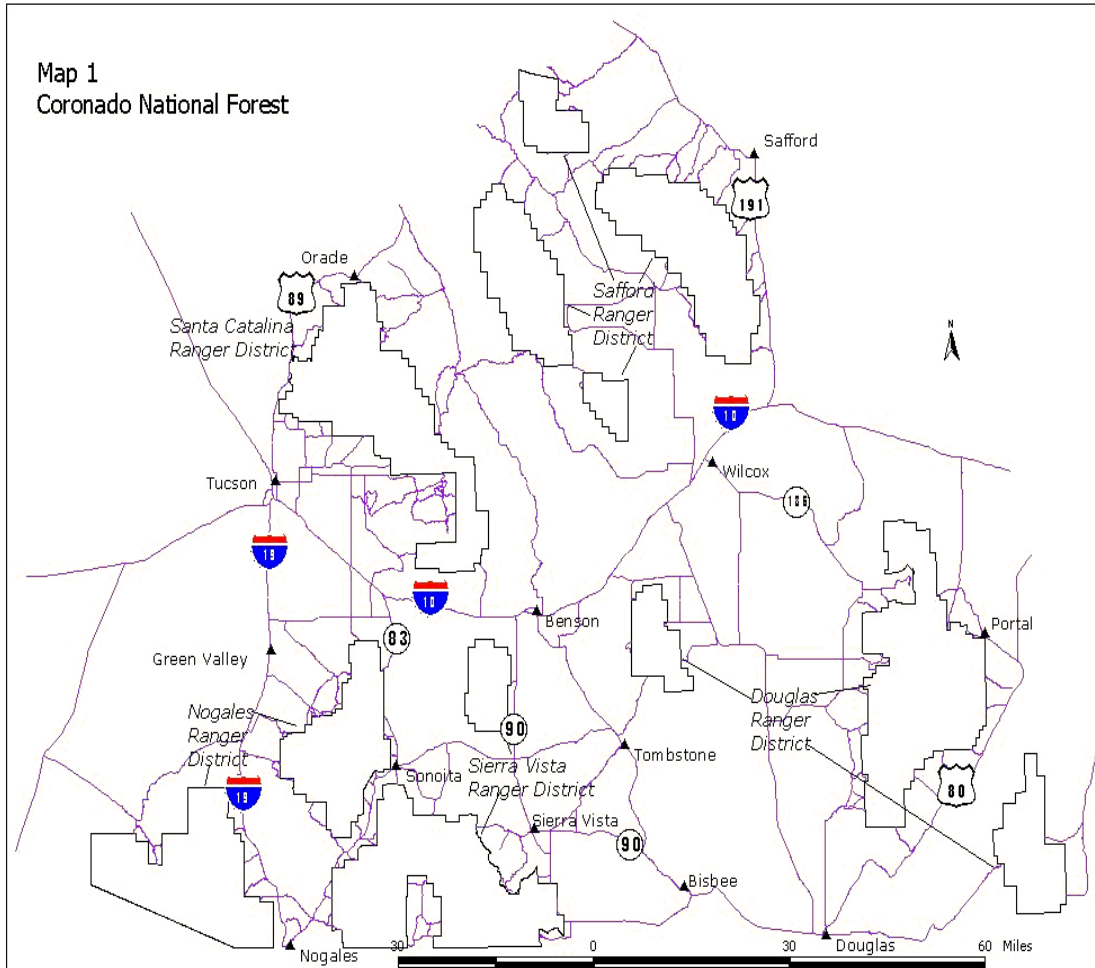 Map 1
Coronado National Forest
Safford
191
Oracle
89
Santa Catalina
Ranger District
Safford
Ranger
District
N
10
Wilcox
Tucson
186
19
10
Benson
Portal
83
Green Valley
Nogales
Ranger
District
90
Douglas
Ranger
District
Tombstone
Sonoita
Sierra Vista
Ranger District
19
80
Sierra Vista
90
Bisbee
Nogales
30 0 30 60 Miles
Douglas